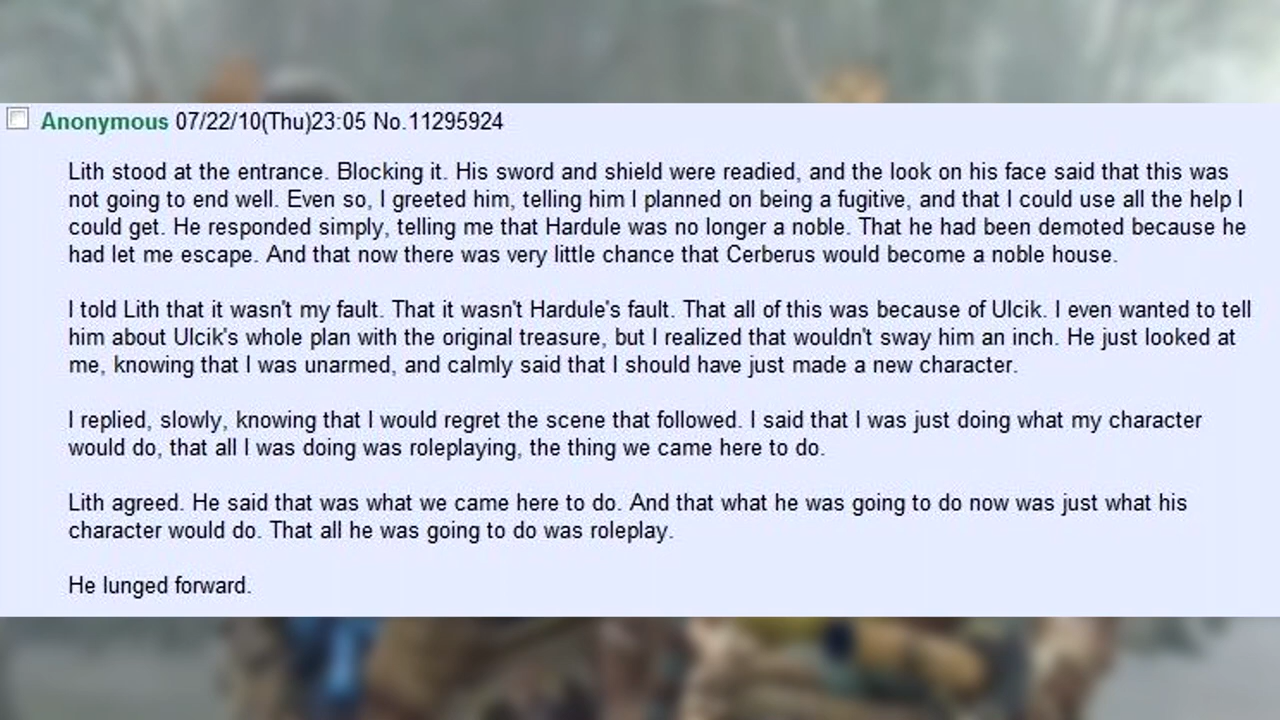 Anonymous 07/22/10(Thu)23:05 No.11295924
Lith stood at the entrance. Blocking it. His sword and shield were readied, and the look on his face said that this was
not going to end well. Even so, I greeted him, telling him I planned on being a fugitive, and that I could use all the help I
could get. He responded simply, telling me that Hardule was no longer a noble. That he had been demoted because he
had let me escape. And that now there was very little chance that Cerberus would become a noble house.
I told Lith that it wasn't my fault. That it wasn't Hardule's fault. That all of this was because of Ulcik. I even wanted to tell
him about Ulcik's whole plan with the original treasure, but I realized that wouldn't sway him an inch. He just looked at
me, knowing that I was unarmed, and calmly said that I should have just made a new character.
I replied, slowly, knowing that I would regret the scene that followed. I said that I was just doing what my character
would do, that all I was doing was roleplaying, the thing we came here to do.
Lith agreed. He said that was what we came here to do. And that what he was going to do now was just what his
character would do. That all he was going to do was roleplay.
He lunged forward.